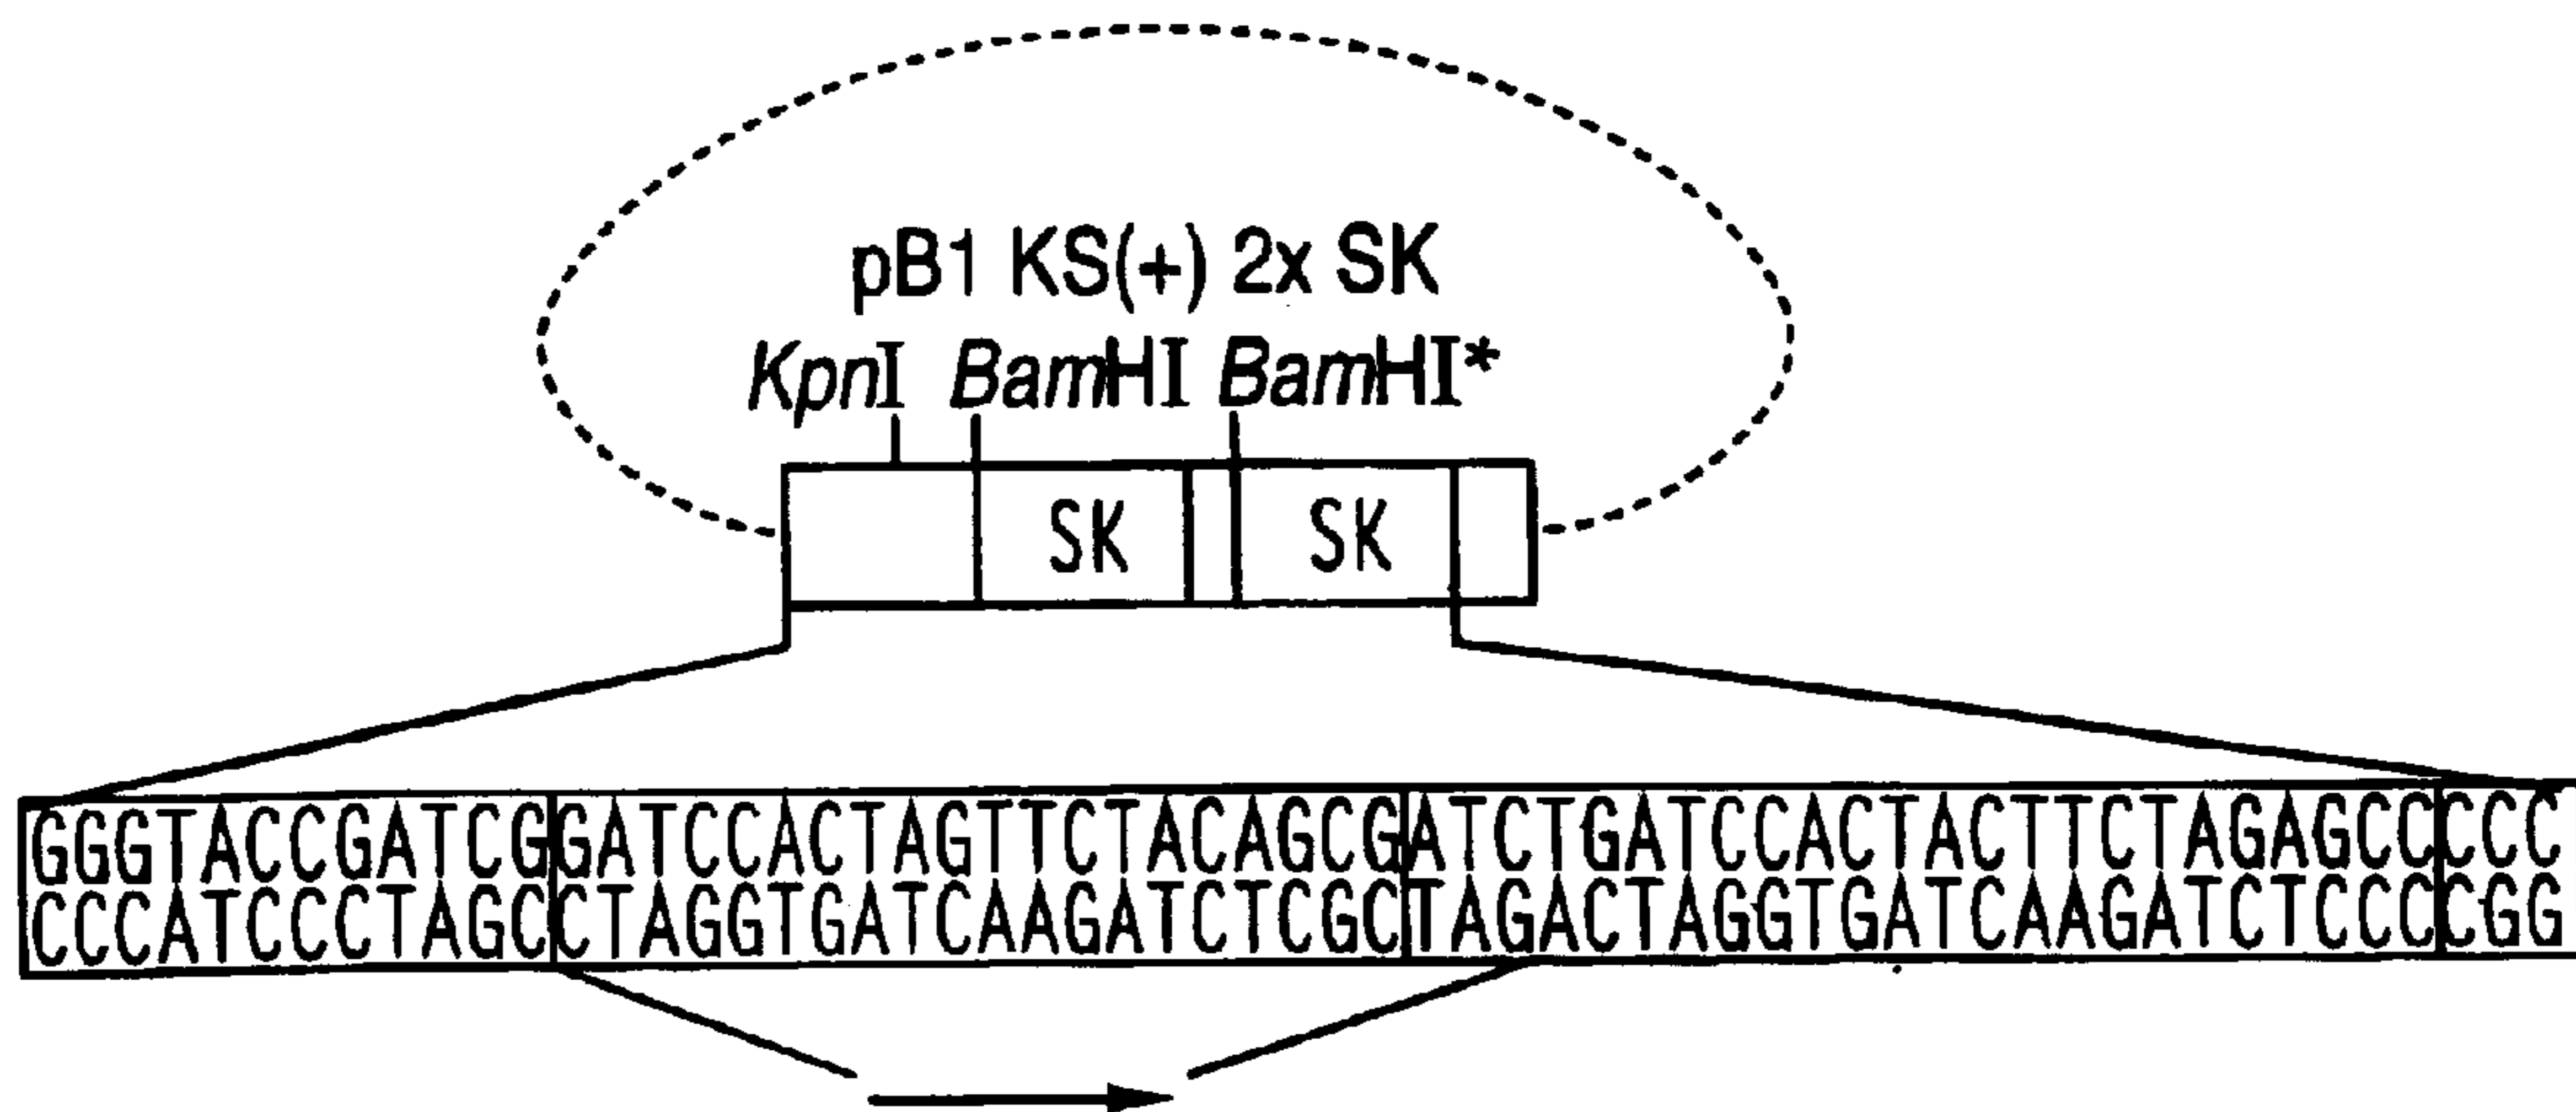 pB1 KS(+) 2x SK
KpnI BamHI BamHI*
SK SK
GGGTACCGATCGGATCCACTAGTTCTACAGCGATCTGATCCACTACTTCTAGAGCCCCC
CCCATCCCTAGCCTAGGTGATCAAGATCTCGCTAGACTAGGTGATCAAGATCTCCCCGG